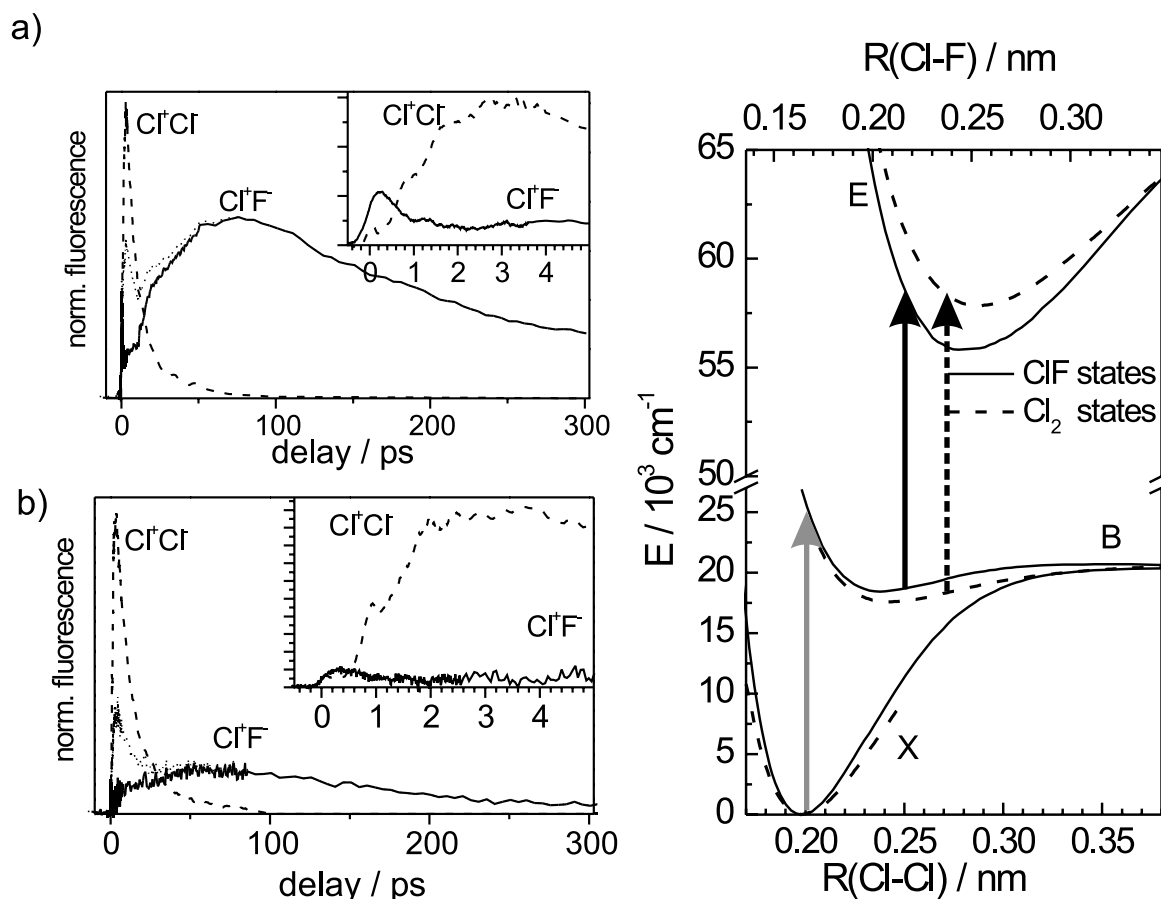 a)
norm. fluorescence
Cl⁺Cl⁻
Cl⁺F⁻
Cl⁺Cl⁻
Cl⁺F⁻
0 1 2 3 4
0 100 200 300
delay / ps
b)
norm. fluorescence
Cl⁺Cl⁻
Cl⁺F⁻
Cl⁺Cl⁻
Cl⁺F⁻
0 1 2 3 4
0 100 200 300
delay / ps
R(Cl-F) / nm
0.15 0.20 0.25 0.30
E / 10³ cm⁻¹
65
60
55
50
25
20
15
10
5
0
E
ClF states
Cl₂ states
B
X
0.20 0.25 0.30 0.35
R(Cl-Cl) / nm